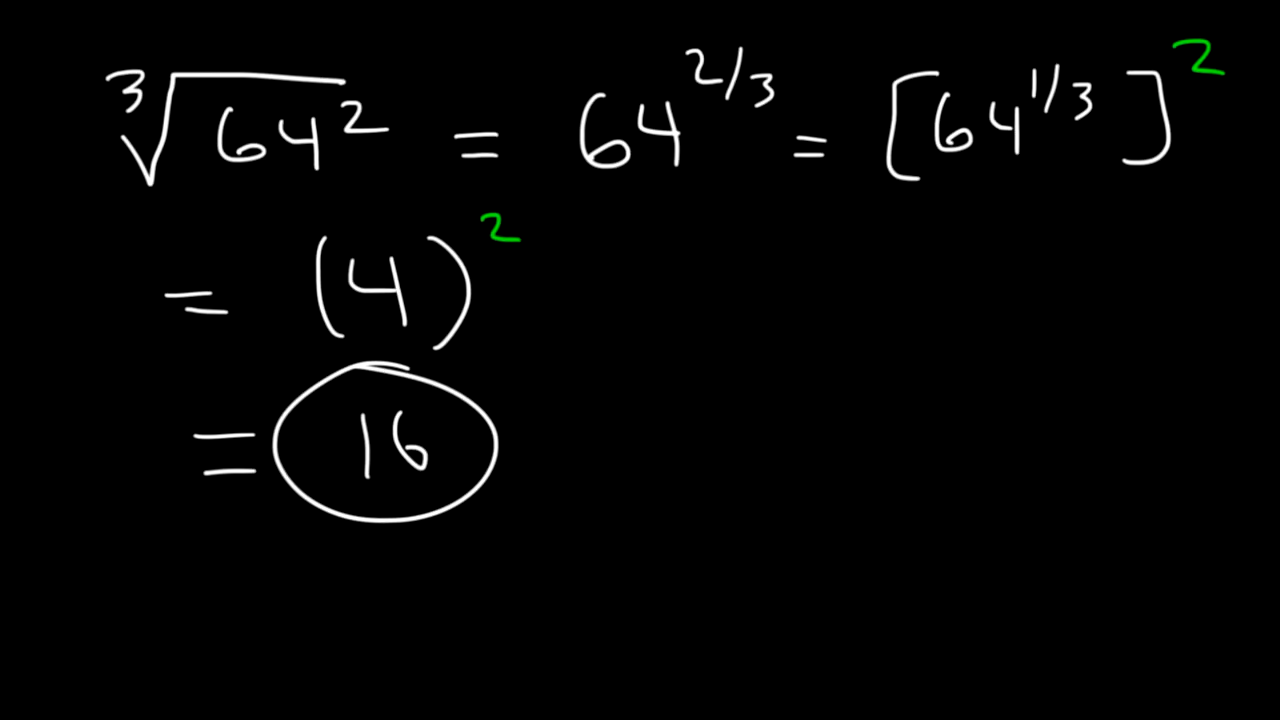 ∛64² = 64^2/3 = [64^1/3]²
= (4)²
= 16